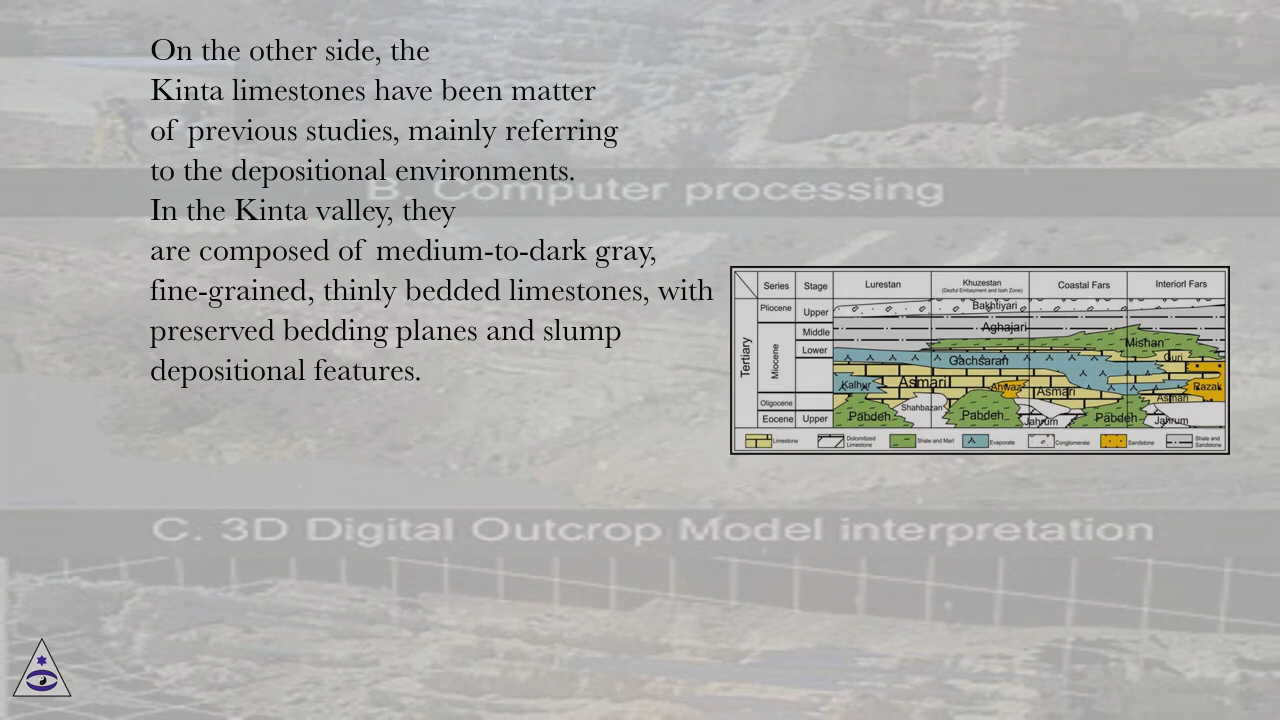 On the other side, the
Kinta limestones have been matter
of previous studies, mainly referring
to the depositional environments.
B. Computer processing
In the Kinta valley, they
are composed of medium-to-dark gray,
fine-grained, thinly bedded limestones, with
preserved bedding planes and slump
depositional features.
Series Stage Lurestan Khuzestan Coastal Fars Interiorl Fars
(Dezful Embayment and Izeh Zone)
Pliocene Upper Bakhtiyari
Middle Aghajari
Tertiary Miocene Lower Mishan
Gachsaran Guri
Kalhur Asmari Ahwaz Asmari Razak
Oligocene Shahbazan Asmari
Eocene Upper Pabdeh Pabdeh Jahrum Pabdeh Jahrum
Limestone Dolomitized Limestone Shale and Marl Evaporate Conglomerate Sandstone Shale and Sandstone
C. 3D Digital Outcrop Model interpretation